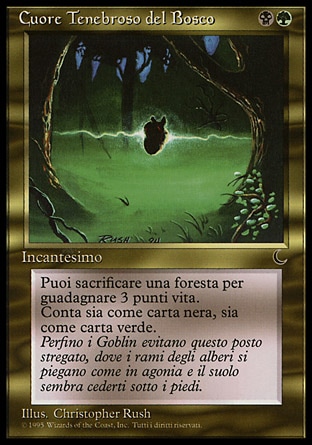 Cuore Tenebroso del Bosco
RUSH 94
Incantesimo
Puoi sacrificare una foresta per
guadagnare 3 punti vita.
Conta sia come carta nera, sia
come carta verde.
Perfino i Goblin evitano questo posto
stregato, dove i rami degli alberi si
piegano come in agonia e il suolo
sembra cederti sotto i piedi.
Illus. Christopher Rush
© 1995 Wizards of the Coast, Inc. Tutti i diritti riservati.